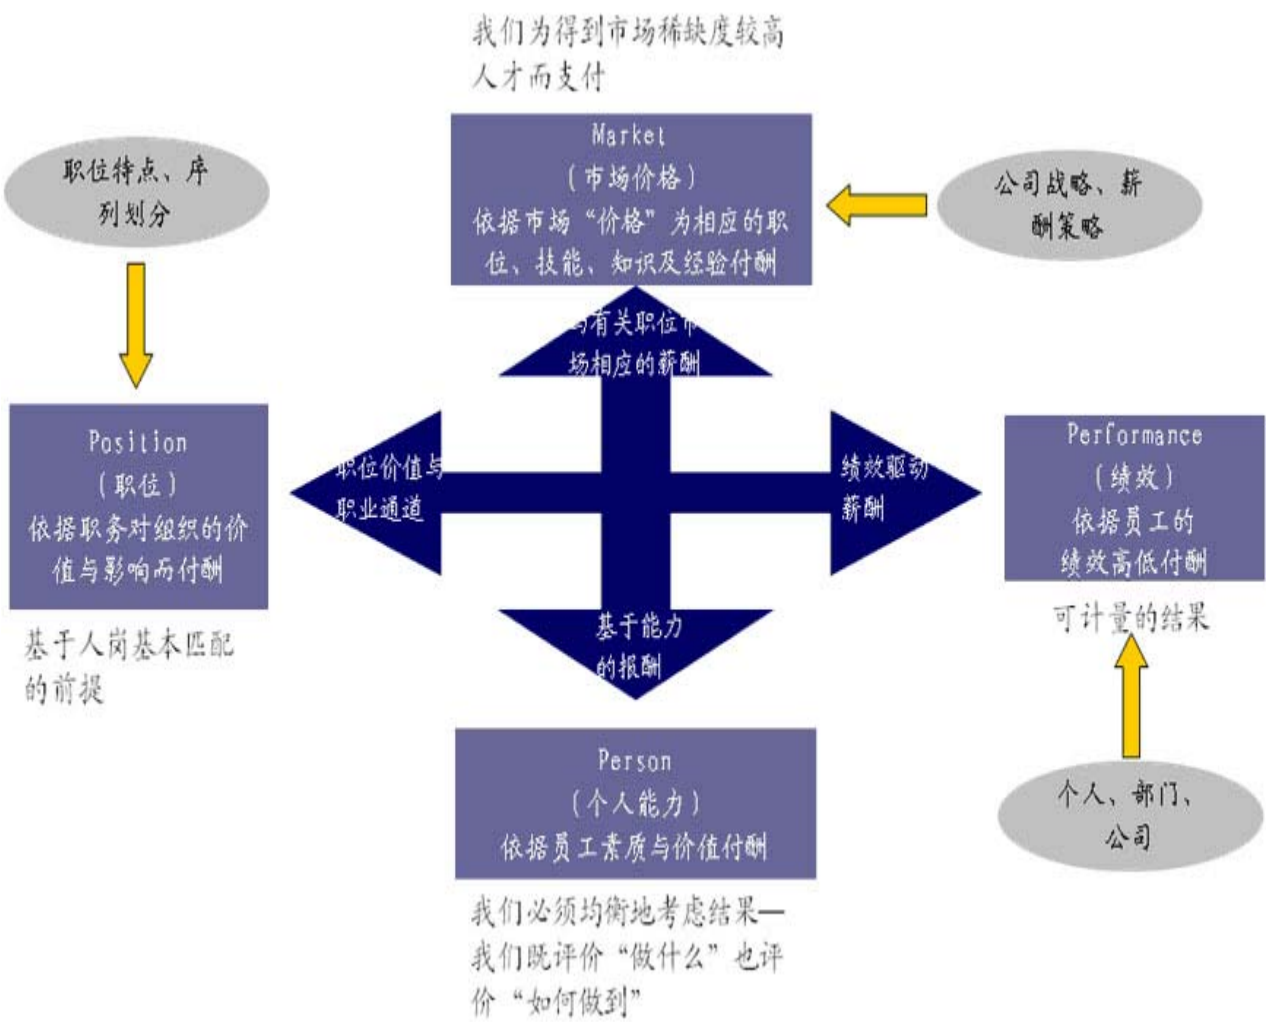 我们为得到市场稀缺度较高
人才而支付
Market
(市场价格)
依据市场“价格”为相应的职
位、技能、知识及经验付酬
职位特点、序
列划分
公司战略、薪
酬策略
与有关职位市
场相应的薪酬
Position
(职位)
依据职务对组织的价
值与影响而付酬
职位价值与
职业通道
绩效驱动
薪酬
Performance
(绩效)
依据员工的
绩效高低付酬
基于人岗基本匹配
的前提
可计量的结果
基于能力
的报酬
Person
(个人能力)
依据员工素质与价值付酬
个人、部门、
公司
我们必须均衡地考虑结果—
我们既评价“做什么”也评
价“如何做到”